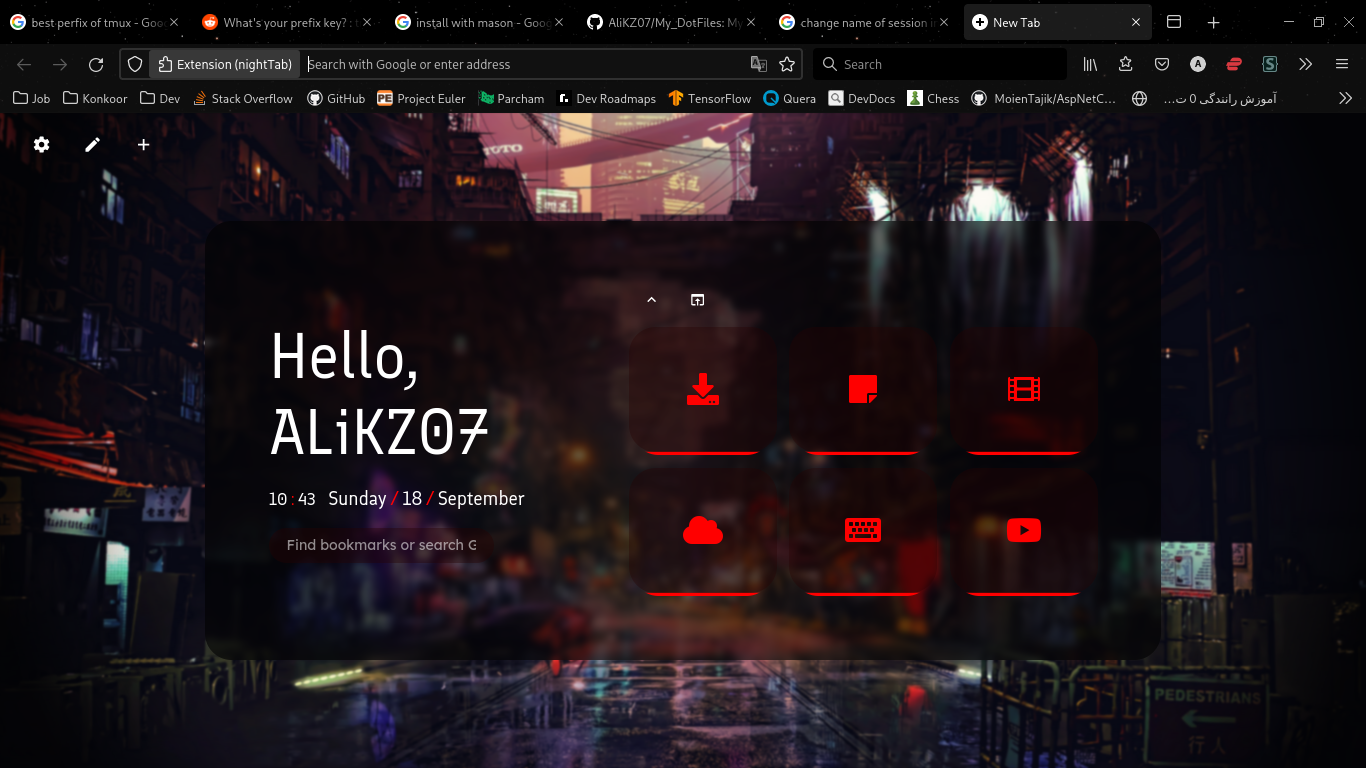 best perfix of tmux - Goo
What's your prefix key? : t
install with mason - Goog
AliKZ07/My_DotFiles: My
change name of session i
New Tab
Extension (nightTab)
Search with Google or enter address
Search
Job
Konkoor
Dev
Stack Overflow
GitHub
Project Euler
Parcham
Dev Roadmaps
TensorFlow
Quera
DevDocs
Chess
MoienTajik/AspNetC…
آموزش رانندگی 0 ت…
Hello,
ALiKZ07
10:43 Sunday / 18 / September
Find bookmarks or search G
PEDESTRIANS
行人